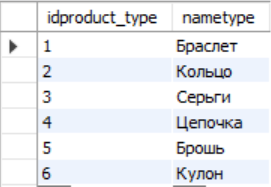 idproduct_type nametype
1 Браслет
2 Кольцо
3 Серьги
4 Цепочка
5 Брошь
6 Кулон